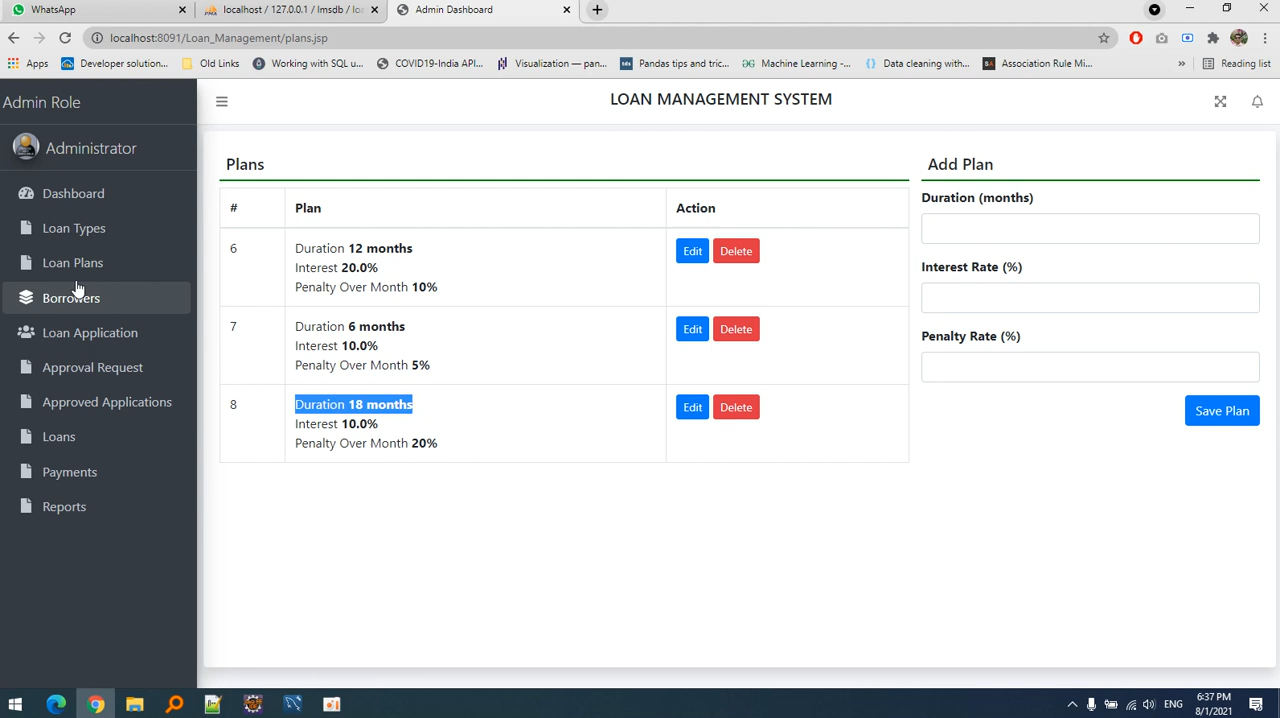 WhatsApp
localhost / 127.0.0.1 / lmsdb / lo
Admin Dashboard
localhost:8091/Loan_Management/plans.jsp
Apps
Developer solution...
Old Links
Working with SQL u...
COVID19-India API...
Visualization — pan...
Pandas tips and tric...
Machine Learning -...
Data cleaning with...
Association Rule Mi...
»
Reading list
Admin Role
LOAN MANAGEMENT SYSTEM
Administrator
Dashboard
Loan Types
Loan Plans
Borrowers
Loan Application
Approval Request
Approved Applications
Loans
Payments
Reports
Plans
# Plan Action
6 Duration 12 months Edit Delete
Interest 20.0%
Penalty Over Month 10%
7 Duration 6 months Edit Delete
Interest 10.0%
Penalty Over Month 5%
8 Duration 18 months Edit Delete
Interest 10.0%
Penalty Over Month 20%
Add Plan
Duration (months)
Interest Rate (%)
Penalty Rate (%)
Save Plan
ENG
6:37 PM
8/1/2021